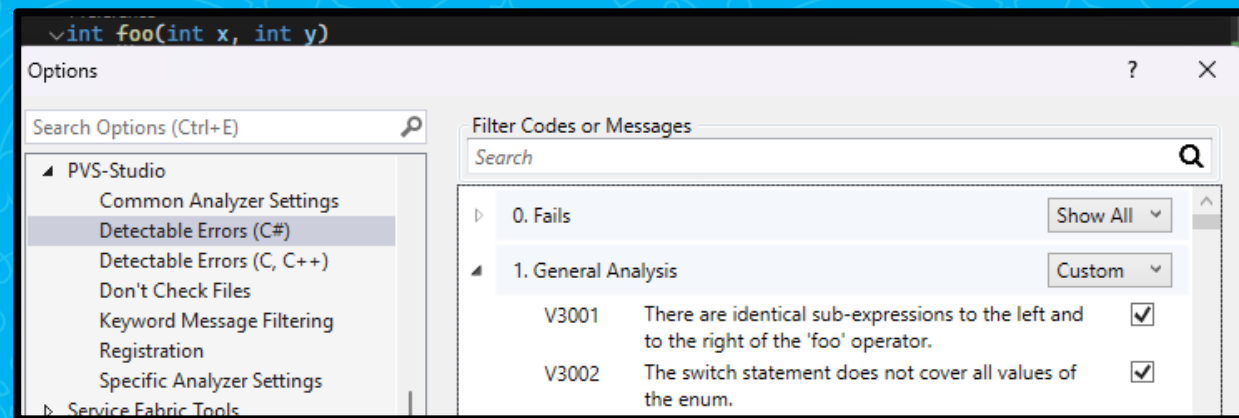 int foo(int x, int y)
Options
?
Search Options (Ctrl+E)
PVS-Studio
Common Analyzer Settings
Detectable Errors (C#)
Detectable Errors (C, C++)
Don't Check Files
Keyword Message Filtering
Registration
Specific Analyzer Settings
Service Fabric Tools
Filter Codes or Messages
Search
0. Fails
Show All
1. General Analysis
Custom
V3001
There are identical sub-expressions to the left and
to the right of the 'foo' operator.
V3002
The switch statement does not cover all values of
the enum.